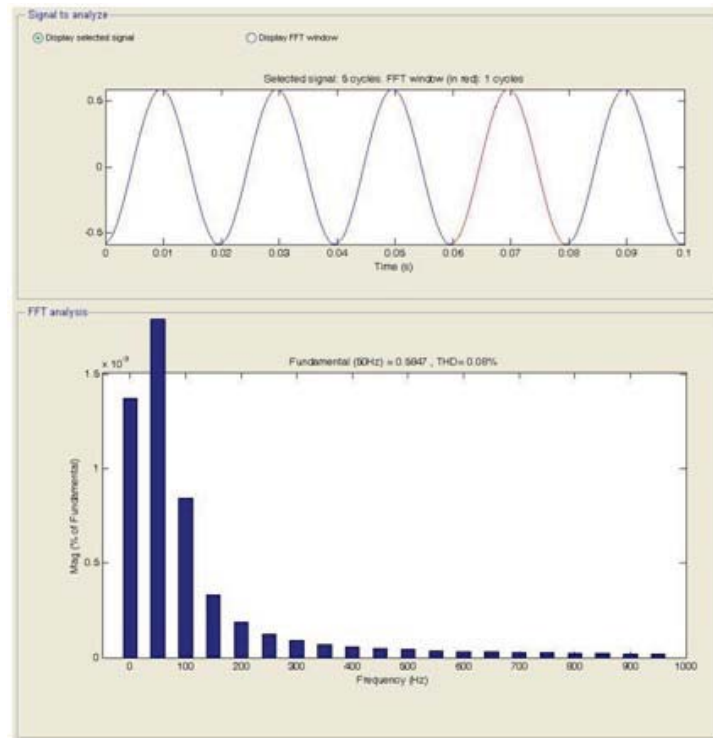 Signal to analyze
Display selected signal
Display FFT window
Selected signal: 5 cycles. FFT window (in red): 1 cycles
0.5
0
-0.5
0 0.01 0.02 0.03 0.04 0.05 0.06 0.07 0.08 0.09 0.1
Time (s)
FFT analysis
Fundamental (50Hz) = 0.5847 , THD= 0.08%
1.5
1
0.5
0
Mag (% of Fundamental)
0 100 200 300 400 500 600 700 800 900 1000
Frequency (Hz)